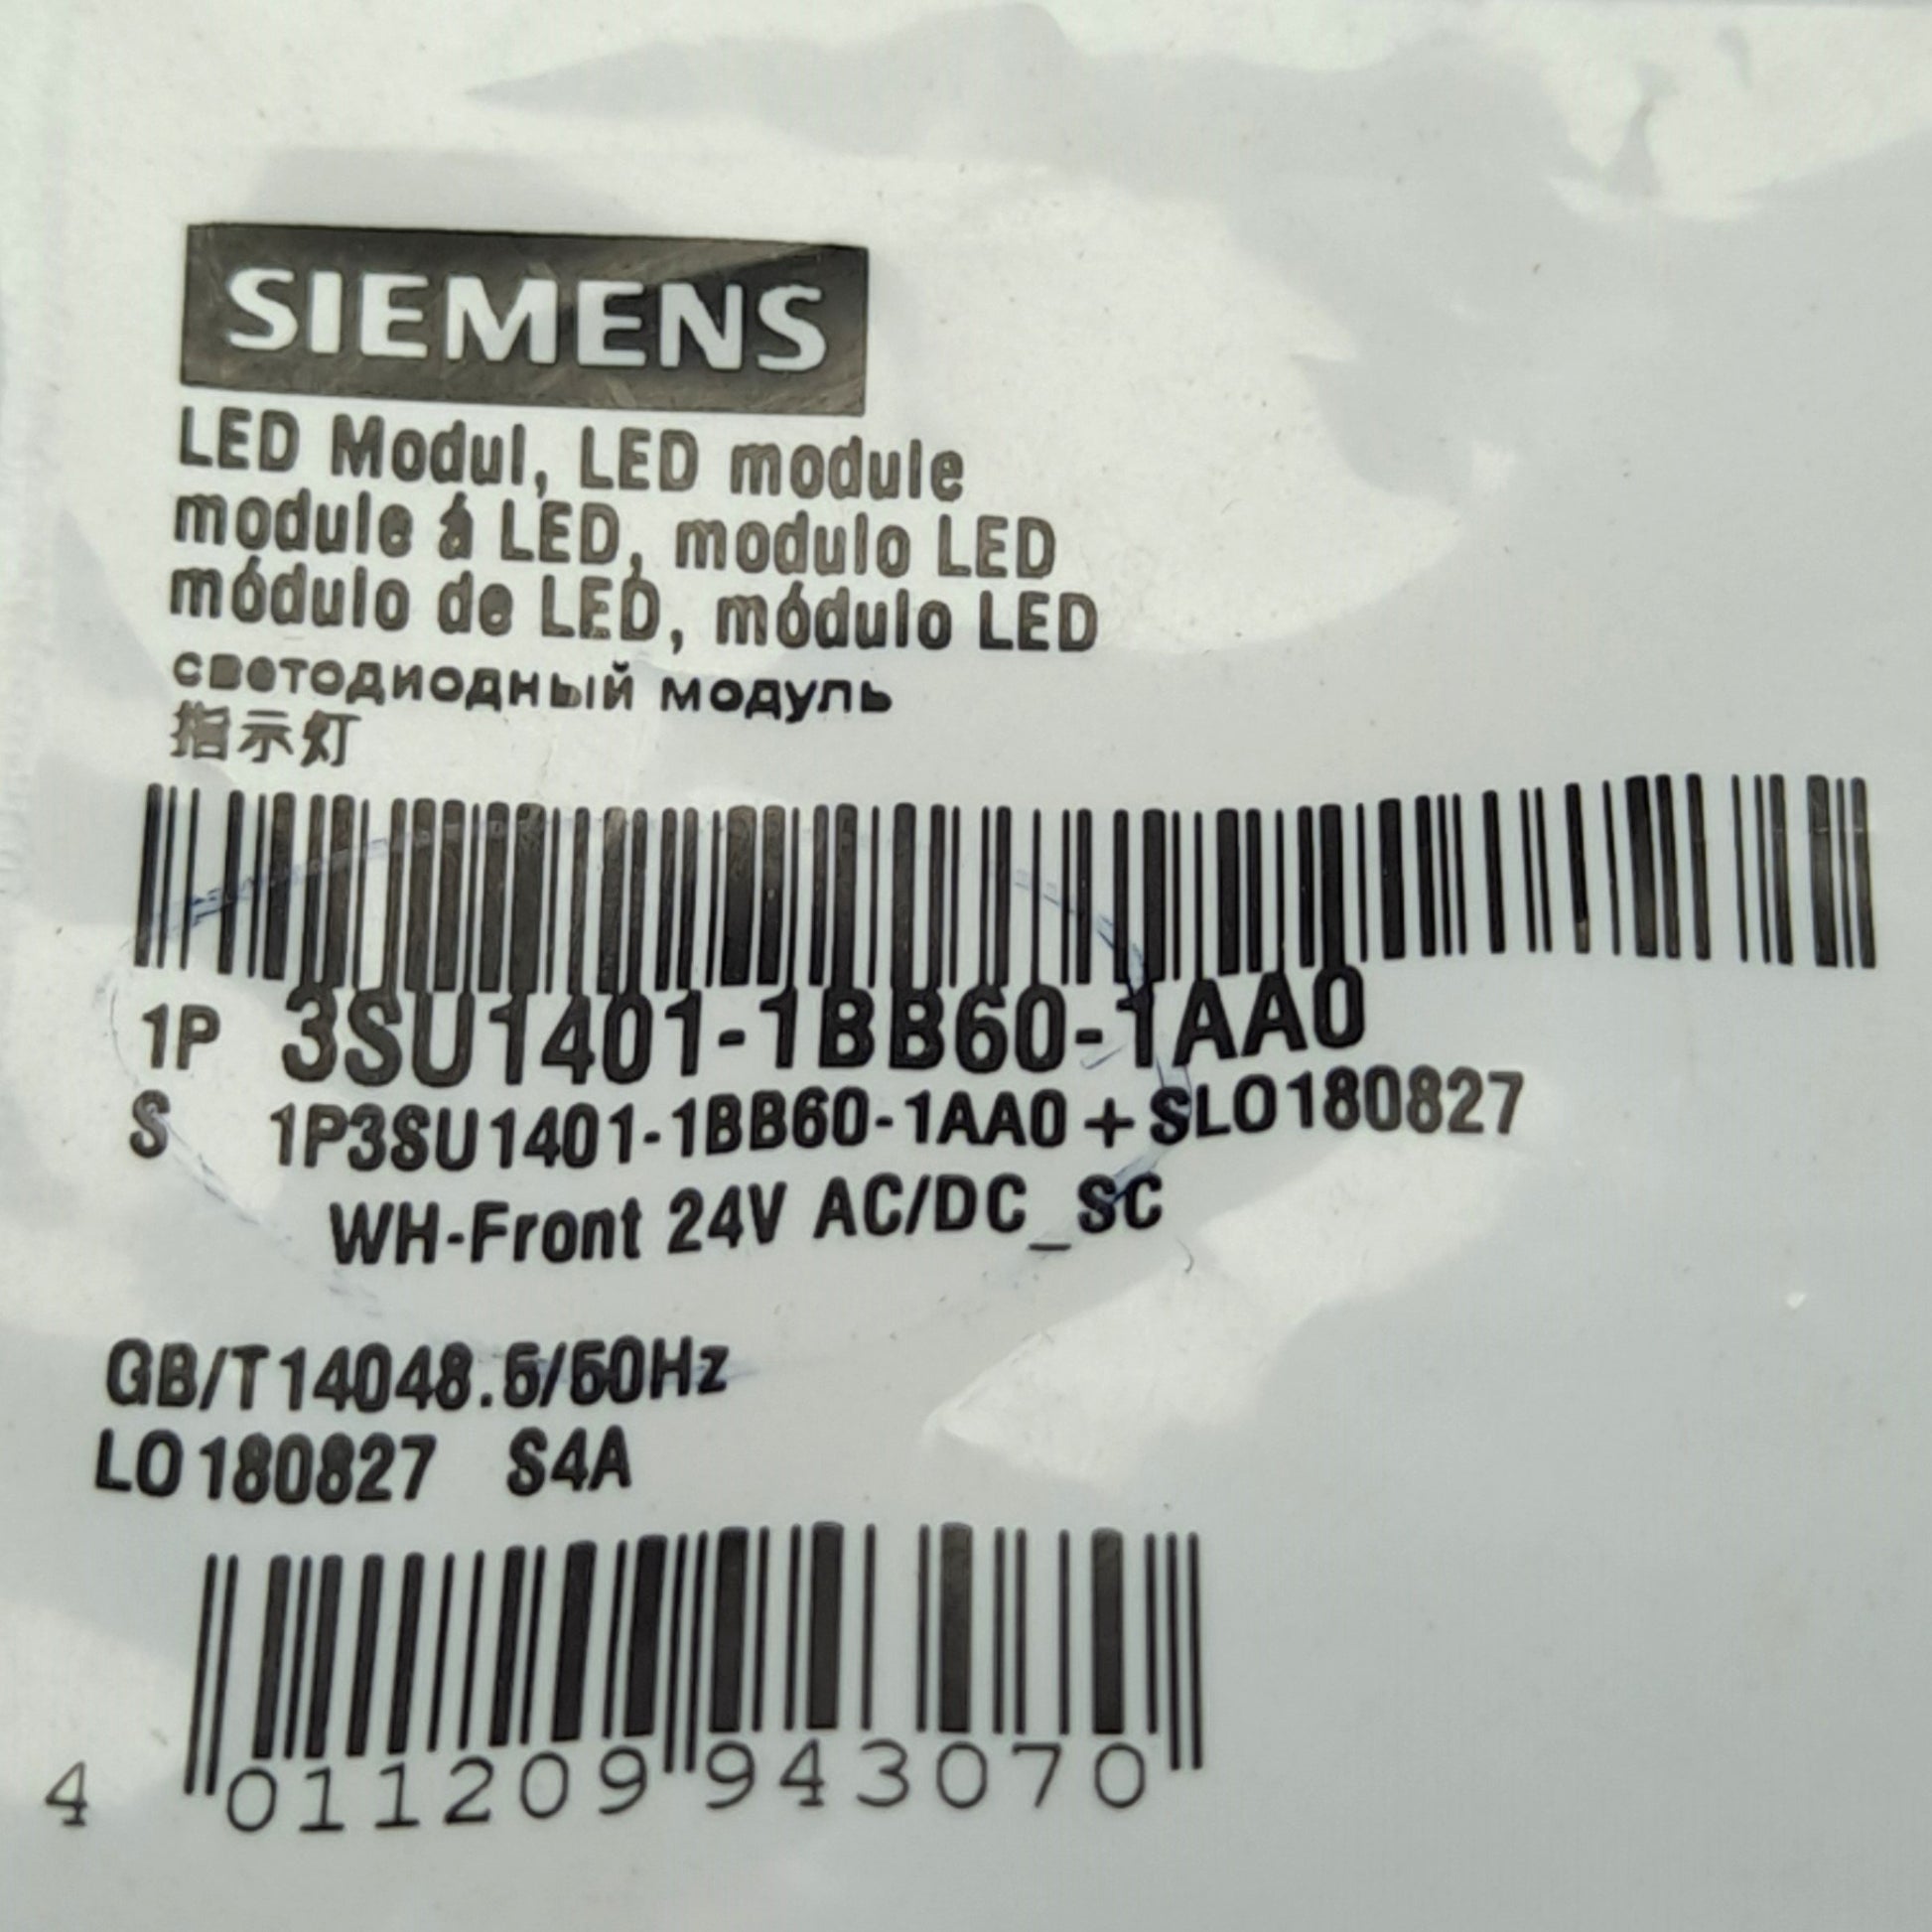 SIEMENS
LED Modul, LED module
module á LED, modulo LED
módulo de LED, módulo LED
светодиодный модуль
指示灯
1P 3SU1401-1BB60-1AA0
S 1P3SU1401-1BB60-1AA0+SLO180827
WH-Front 24V AC/DC_SC
GB/T14048.5/50Hz
LO180827 S4A
4 011209 943070